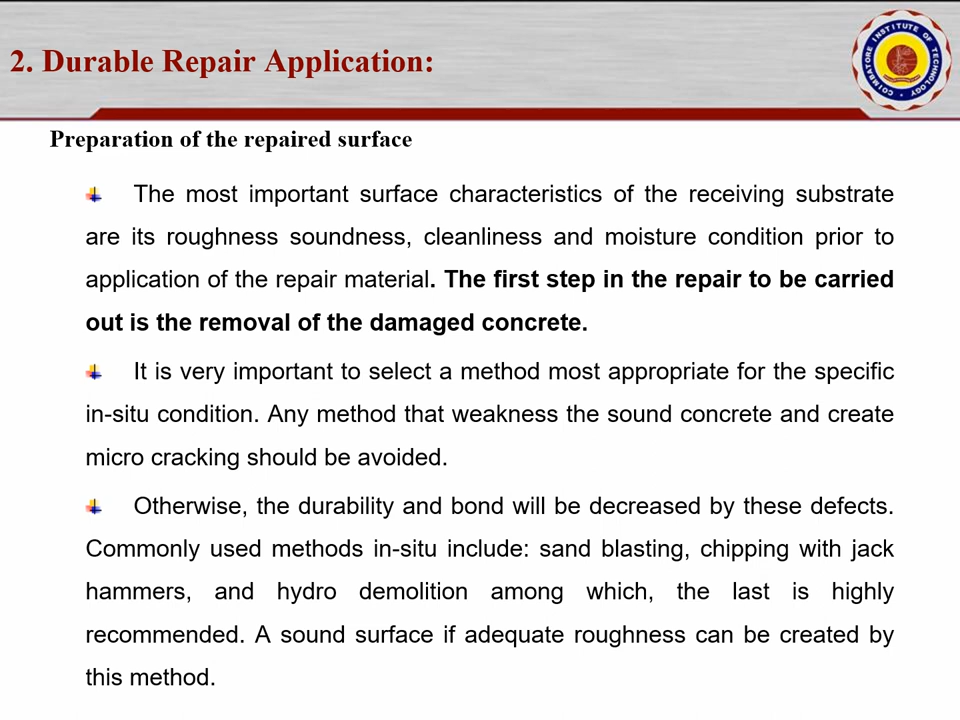 2. Durable Repair Application:
COIMBATORE INSTITUTE OF TECHNOLOGY
Preparation of the repaired surface
The most important surface characteristics of the receiving substrate
are its roughness soundness, cleanliness and moisture condition prior to
application of the repair material. The first step in the repair to be carried
out is the removal of the damaged concrete.
It is very important to select a method most appropriate for the specific
in-situ condition. Any method that weakness the sound concrete and create
micro cracking should be avoided.
Otherwise, the durability and bond will be decreased by these defects.
Commonly used methods in-situ include: sand blasting, chipping with jack
hammers, and hydro demolition among which, the last is highly
recommended. A sound surface if adequate roughness can be created by
this method.